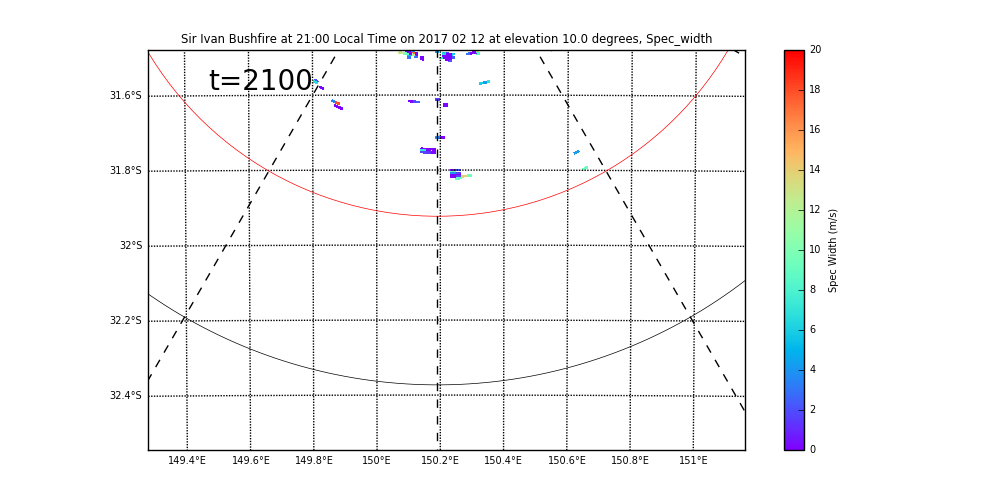 Sir Ivan Bushfire at 21:00 Local Time on 2017 02 12 at elevation 10.0 degrees, Spec_width
t=2100
31.6°S
31.8°S
32°S
32.2°S
32.4°S
149.4°E 149.6°E 149.8°E 150°E 150.2°E 150.4°E 150.6°E 150.8°E 151°E
20
18
16
14
12
10
8
6
4
2
0
Spec Width (m/s)